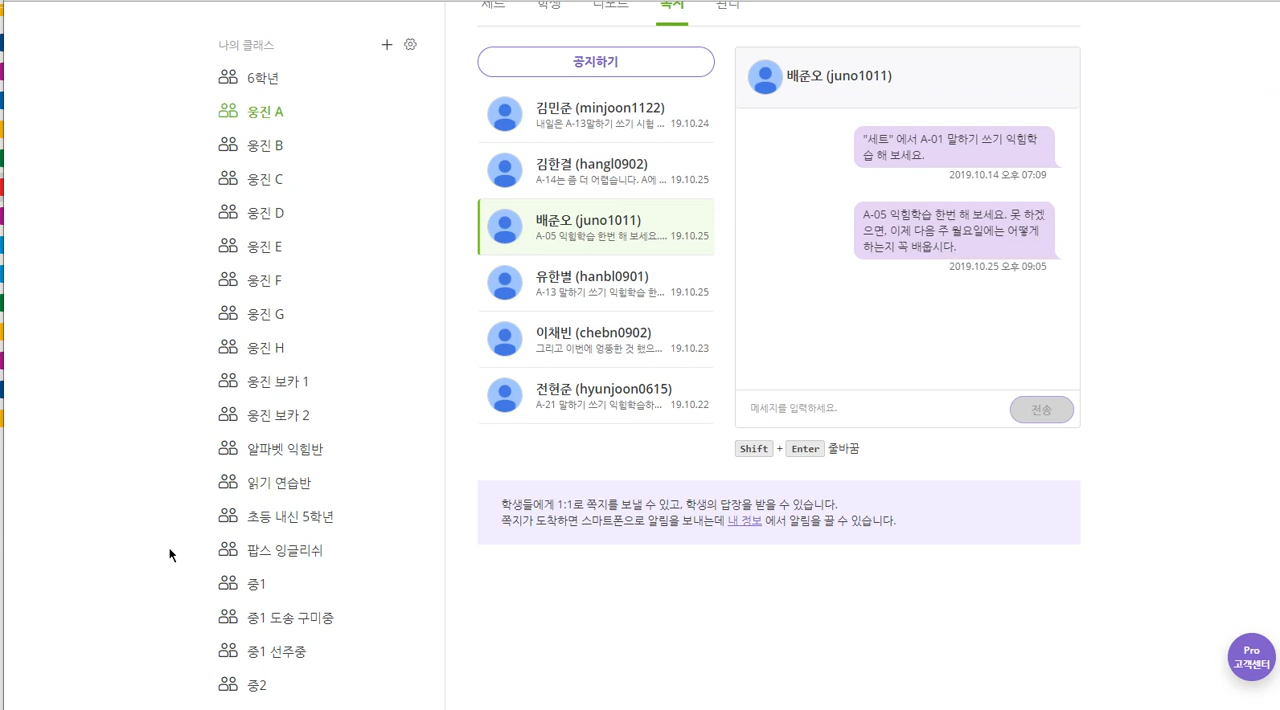 세트 학생 리포트 쪽지 관리
나의 클래스
6학년
웅진 A
웅진 B
웅진 C
웅진 D
웅진 E
웅진 F
웅진 G
웅진 H
웅진 보카 1
웅진 보카 2
알파벳 익힘반
읽기 연습반
초등 내신 5학년
팝스 잉글리쉬
중1
중1 도송 구미중
중1 선주중
중2
공지하기
김민준 (minjoon1122)
내일은 A-13말하기 쓰기 시험 ... 19.10.24
김한결 (hangl0902)
A-14는 좀 더 어렵습니다. A에 ... 19.10.25
배준오 (juno1011)
A-05 익힘학습 한번 해 보세요.... 19.10.25
유한별 (hanbl0901)
A-13 말하기 쓰기 익힘학습 한... 19.10.25
이채빈 (chebn0902)
그리고 이번에 엉뚱한 것 했으... 19.10.23
전현준 (hyunjoon0615)
A-21 말하기 쓰기 익힘학습하... 19.10.22
배준오 (juno1011)
"세트" 에서 A-01 말하기 쓰기 익힘학
습 해 보세요.
2019.10.14 오후 07:09
A-05 익힘학습 한번 해 보세요. 못 하겠
으면, 이제 다음 주 월요일에는 어떻게
하는지 꼭 배웁시다.
2019.10.25 오후 09:05
메세지를 입력하세요.
전송
Shift + Enter 줄바꿈
학생들에게 1:1로 쪽지를 보낼 수 있고, 학생의 답장을 받을 수 있습니다.
쪽지가 도착하면 스마트폰으로 알림을 보내는데 내 정보 에서 알림을 끌 수 있습니다.
Pro
고객센터